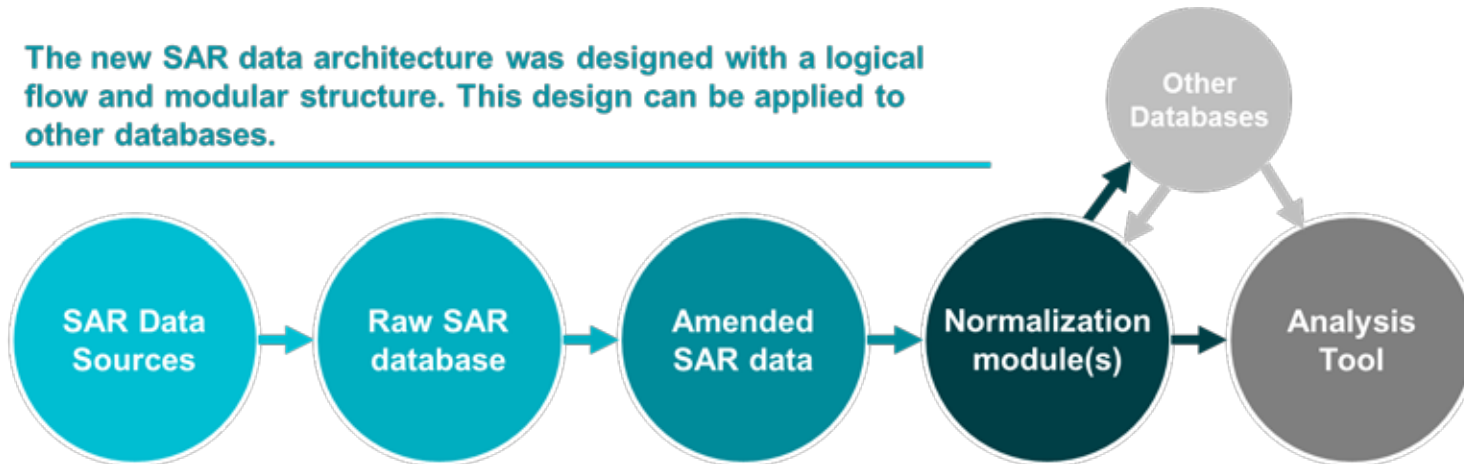 The new SAR data architecture was designed with a logical
flow and modular structure. This design can be applied to
other databases.
Other
Databases
SAR Data
Sources
Raw SAR
database
Amended
SAR data
Normalization
module(s)
Analysis
Tool